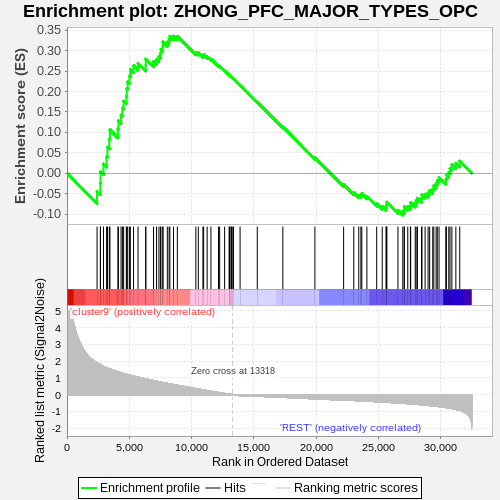 Enrichment plot: ZHONG_PFC_MAJOR_TYPES_OPC
Enrichment score (ES)
0.35
0.30
0.25
0.20
0.15
0.10
0.05
0.00
-0.05
-0.10
Ranked list metric (Signal2Noise)
'cluster9' (positively correlated)
5
4
3
2
1
0
-1
-2
Zero cross at 13318
'REST' (negatively correlated)
0 5,000 10,000 15,000 20,000 25,000 30,000
Rank in Ordered Dataset
Enrichment profile Hits Ranking metric scores